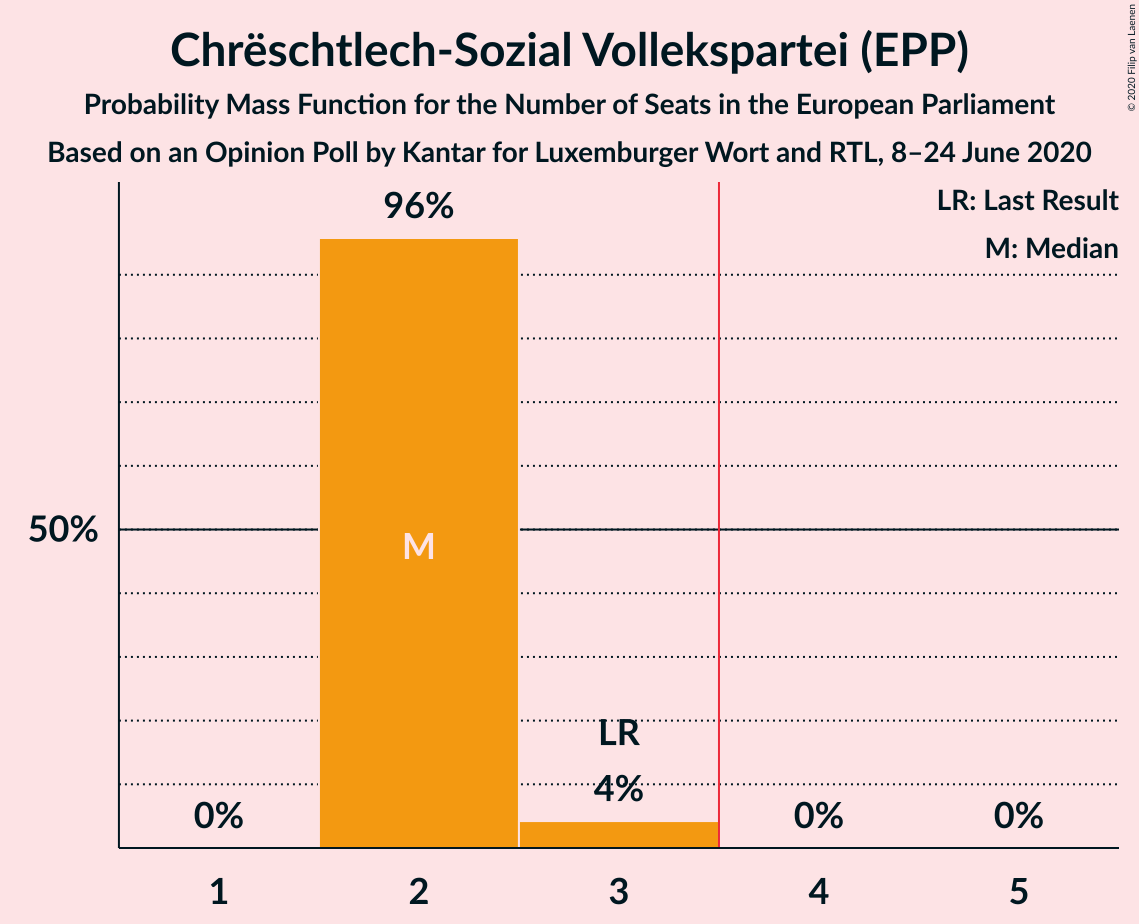 Chrëschtlech-Sozial Vollekspartei (EPP)
Probability Mass Function for the Number of Seats in the European Parliament
Based on an Opinion Poll by Kantar for Luxemburger Wort and RTL, 8–24 June 2020
© 2020 Filip van Laenen
LR: Last Result
M: Median
96%
50%
M
LR
4%
0%
0%
0%
1
2
3
4
5